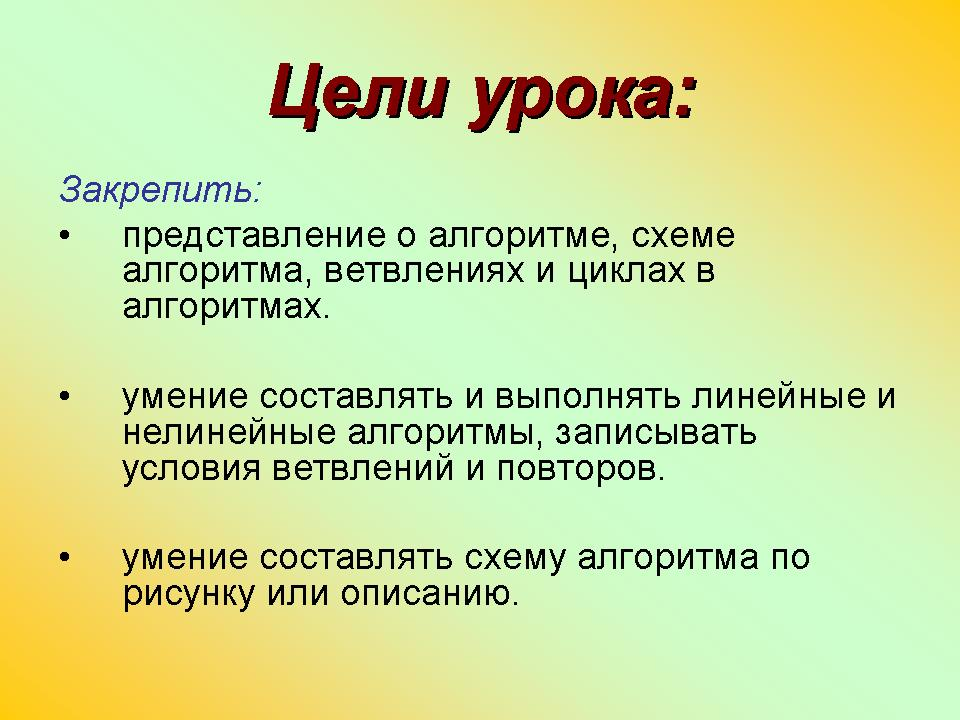 Цели урока:
Закрепить:
• представление о алгоритме, схеме
алгоритма, ветвлениях и циклах в
алгоритмах.
• умение составлять и выполнять линейные и
нелинейные алгоритмы, записывать
условия ветвлений и повторов.
• умение составлять схему алгоритма по
рисунку или описанию.